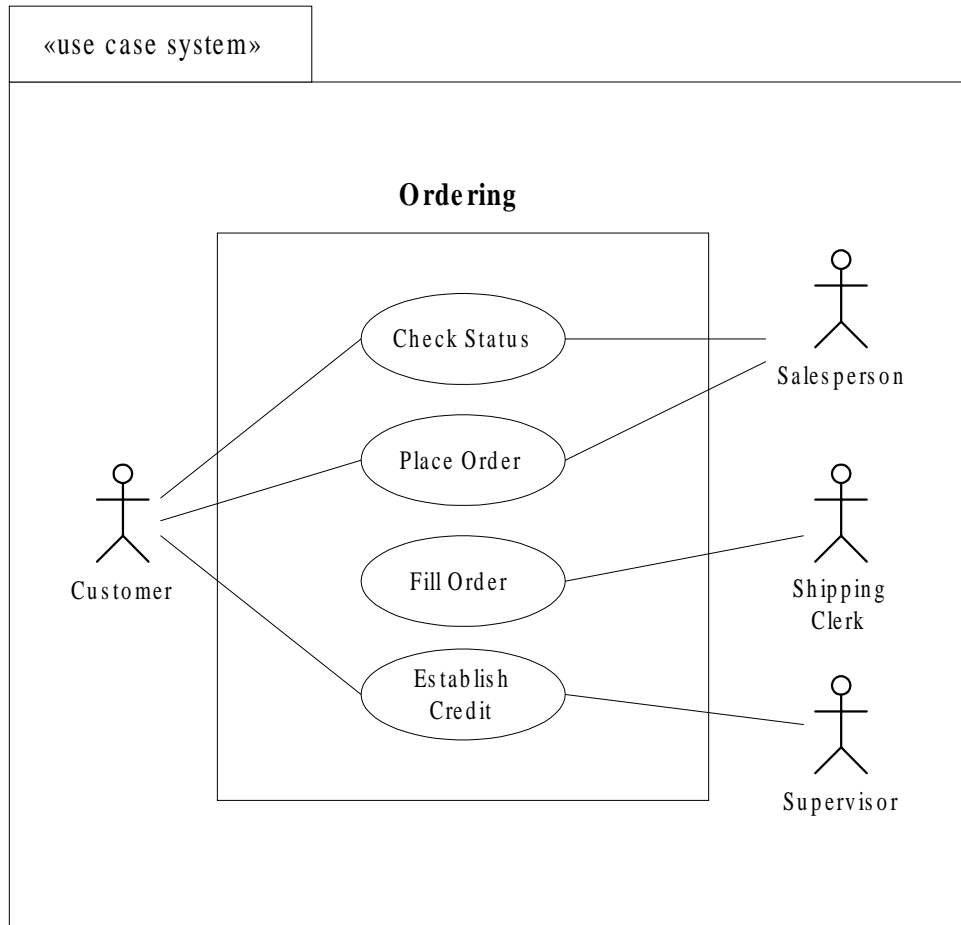 «use case system»
Ordering
Check Status
Salesperson
Place Order
Customer
Fill Order
Shipping
Clerk
Establish
Credit
Supervisor